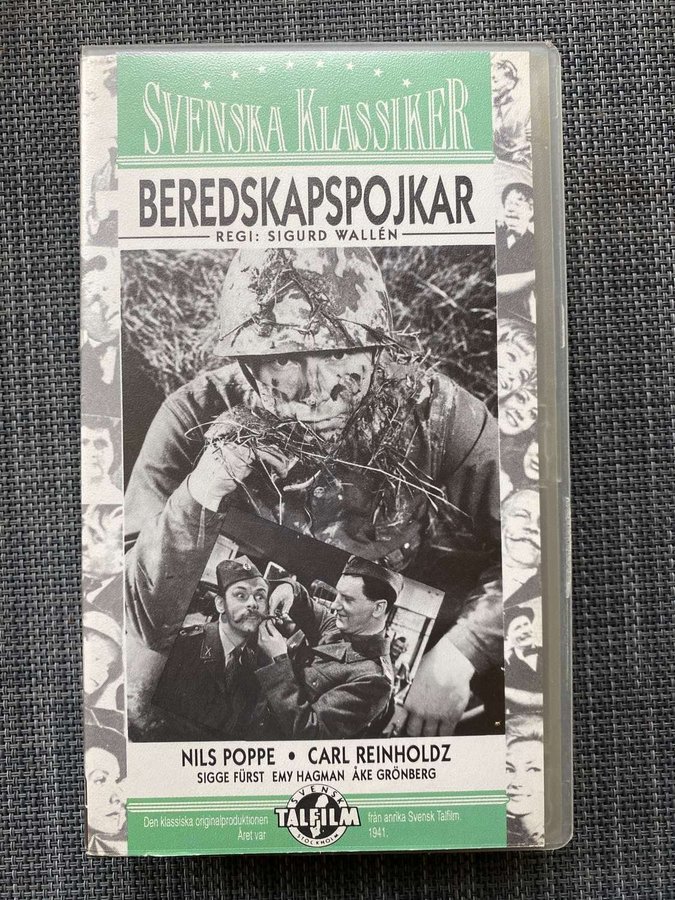 SVENSKA KLASSIKER
BEREDSKAPSPOJKAR
REGI: SIGURD WALLÉN
NILS POPPE • CARL REINHOLDZ
SIGGE FÜRST EMY HAGMAN ÅKE GRÖNBERG
Den klassiska originalproduktionen
Året var
SVENSK
TALFILM
STOCKHOLM
från anrika Svensk Talfilm.
1941.